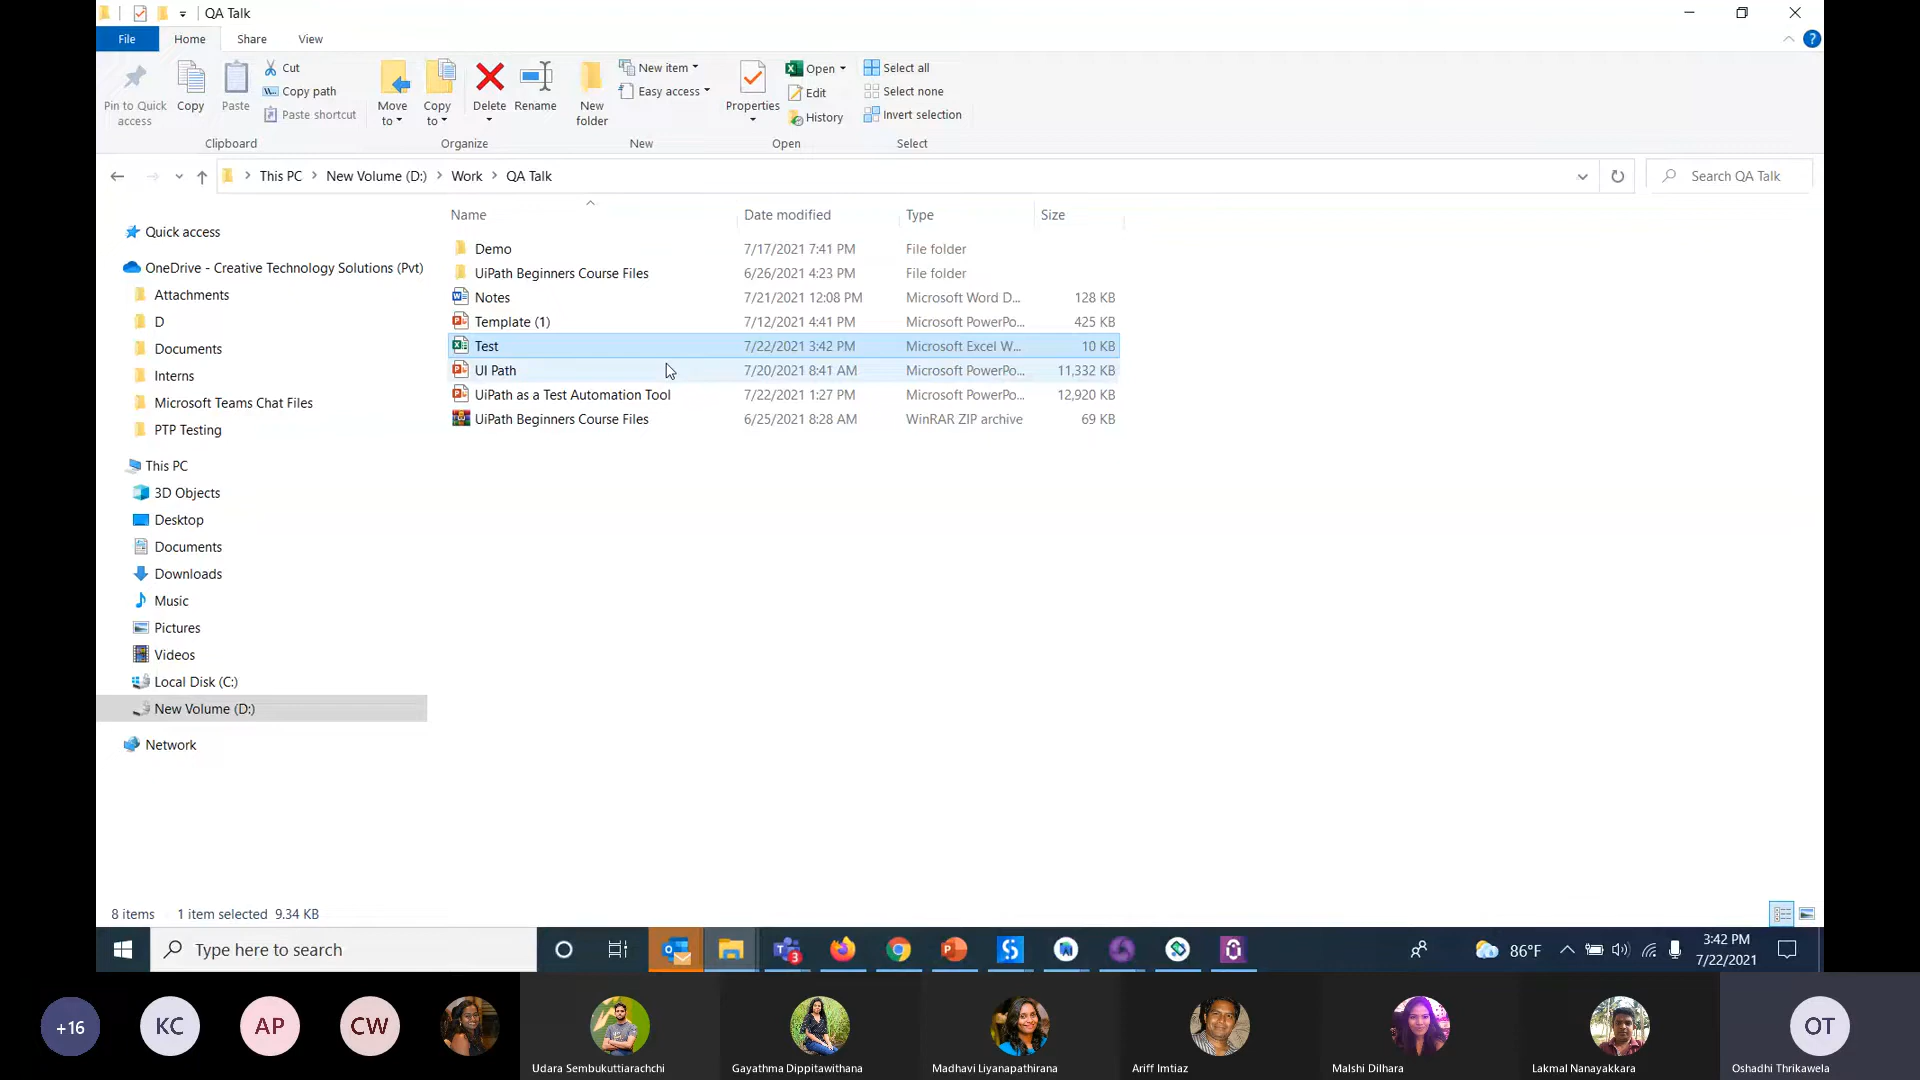 QA Talk
File Home Share View
Pin to Quick access
Copy
Paste
Cut
Copy path
Paste shortcut
Clipboard
Move to
Copy to
Delete
Rename
Organize
New folder
New item
Easy access
New
Properties
Open
Edit
History
Open
Select all
Select none
Invert selection
Select
This PC > New Volume (D:) > Work > QA Talk
Search QA Talk
Name Date modified Type Size
Demo 7/17/2021 7:41 PM File folder
UiPath Beginners Course Files 6/26/2021 4:23 PM File folder
Notes 7/21/2021 12:08 PM Microsoft Word D... 128 KB
Template (1) 7/12/2021 4:41 PM Microsoft PowerPo... 425 KB
Test 7/22/2021 3:42 PM Microsoft Excel W... 10 KB
UI Path 7/20/2021 8:41 AM Microsoft PowerPo... 11,332 KB
UiPath as a Test Automation Tool 7/22/2021 1:27 PM Microsoft PowerPo... 12,920 KB
UiPath Beginners Course Files 6/25/2021 8:28 AM WinRAR ZIP archive 69 KB
Quick access
OneDrive - Creative Technology Solutions (Pvt)
Attachments
D
Documents
Interns
Microsoft Teams Chat Files
PTP Testing
This PC
3D Objects
Desktop
Documents
Downloads
Music
Pictures
Videos
Local Disk (C:)
New Volume (D:)
Network
8 items 1 item selected 9.34 KB
Type here to search
3
86°F
3:42 PM
7/22/2021
+16
KC
AP
CW
OT
Udara Sembukuttiarachchi
Gayathma Dippitawithana
Madhavi Liyanapathirana
Ariff Imtiaz
Malshi Dilhara
Lakmal Nanayakkara
Oshadhi Thrikawela